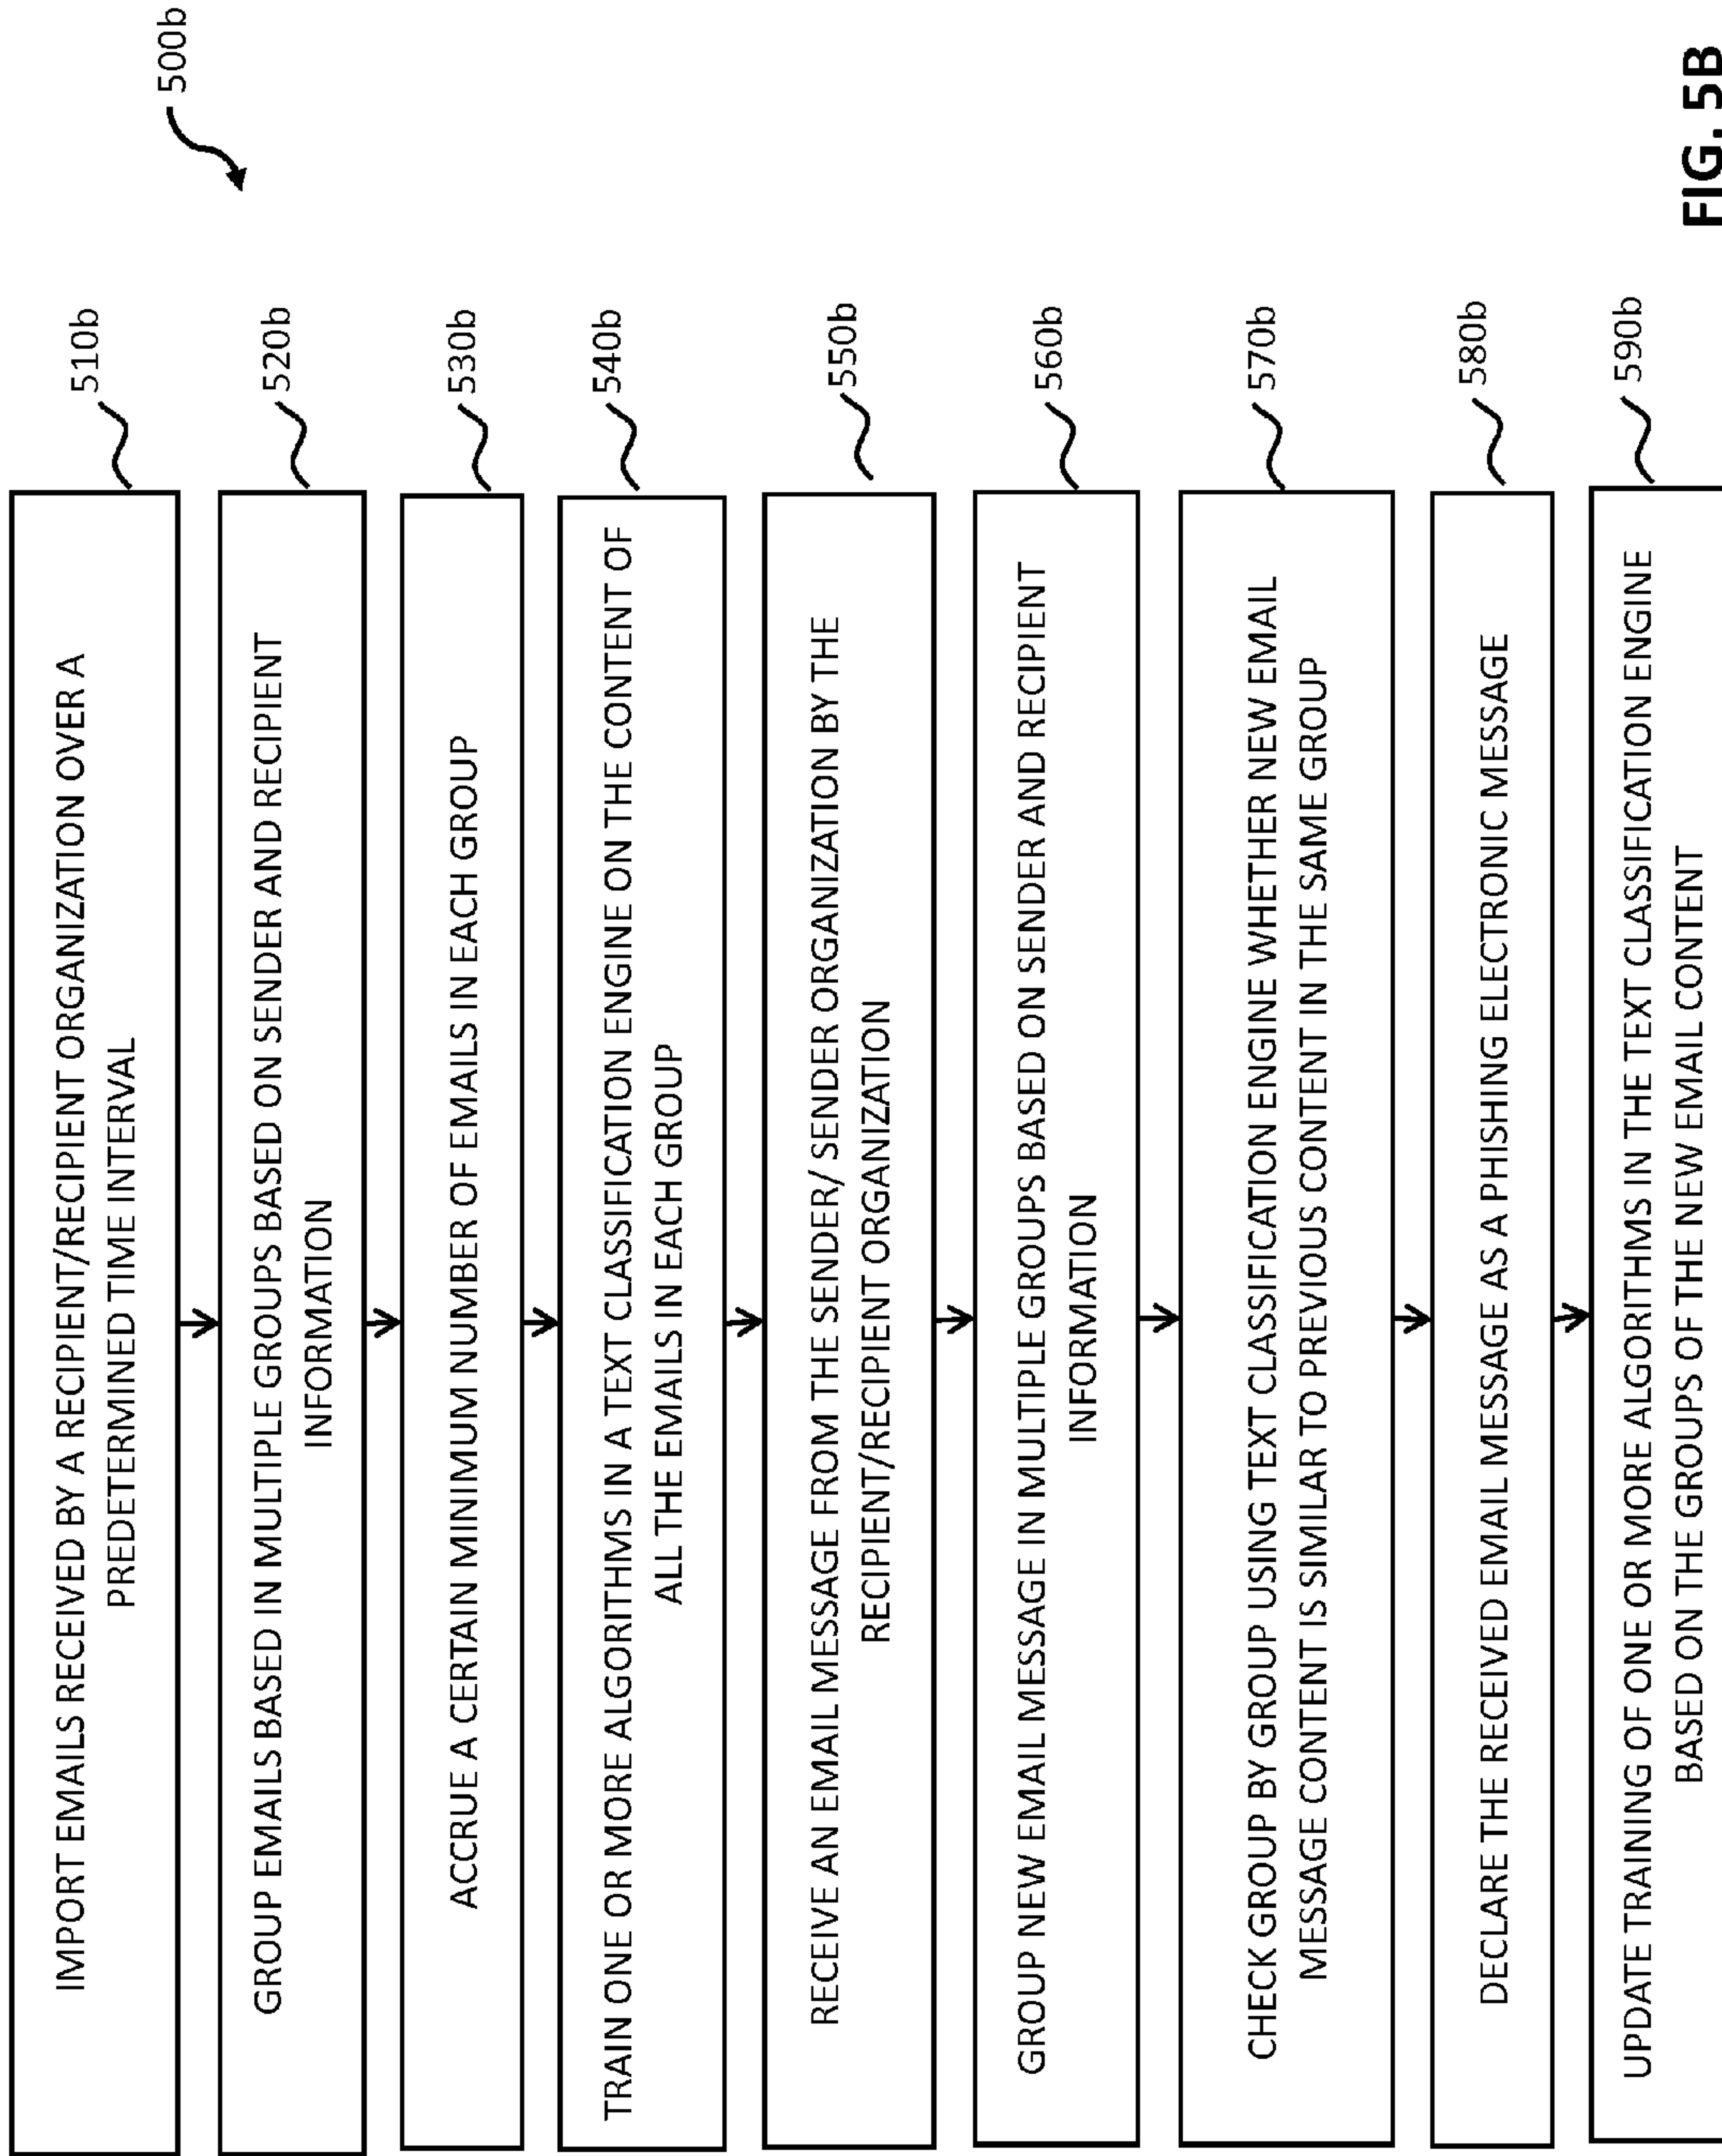 500b
510b
IMPORT EMAILS RECEIVED BY A RECIPIENT/RECIPIENT ORGANIZATION OVER A
PREDETERMINED TIME INTERVAL
520b
GROUP EMAILS BASED IN MULTIPLE GROUPS BASED ON SENDER AND RECIPIENT
INFORMATION
530b
ACCRUE A CERTAIN MINIMUM NUMBER OF EMAILS IN EACH GROUP
540b
TRAIN ONE OR MORE ALGORITHMS IN A TEXT CLASSIFICATION ENGINE ON THE CONTENT OF
ALL THE EMAILS IN EACH GROUP
550b
RECEIVE AN EMAIL MESSAGE FROM THE SENDER/ SENDER ORGANIZATION BY THE
RECIPIENT/RECIPIENT ORGANIZATION
560b
GROUP NEW EMAIL MESSAGE IN MULTIPLE GROUPS BASED ON SENDER AND RECIPIENT
INFORMATION
570b
CHECK GROUP BY GROUP USING TEXT CLASSIFICATION ENGINE WHETHER NEW EMAIL
MESSAGE CONTENT IS SIMILAR TO PREVIOUS CONTENT IN THE SAME GROUP
580b
DECLARE THE RECEIVED EMAIL MESSAGE AS A PHISHING ELECTRONIC MESSAGE
590b
UPDATE TRAINING OF ONE OR MORE ALGORITHMS IN THE TEXT CLASSIFICATION ENGINE
BASED ON THE GROUPS OF THE NEW EMAIL CONTENT
FIG. 5B